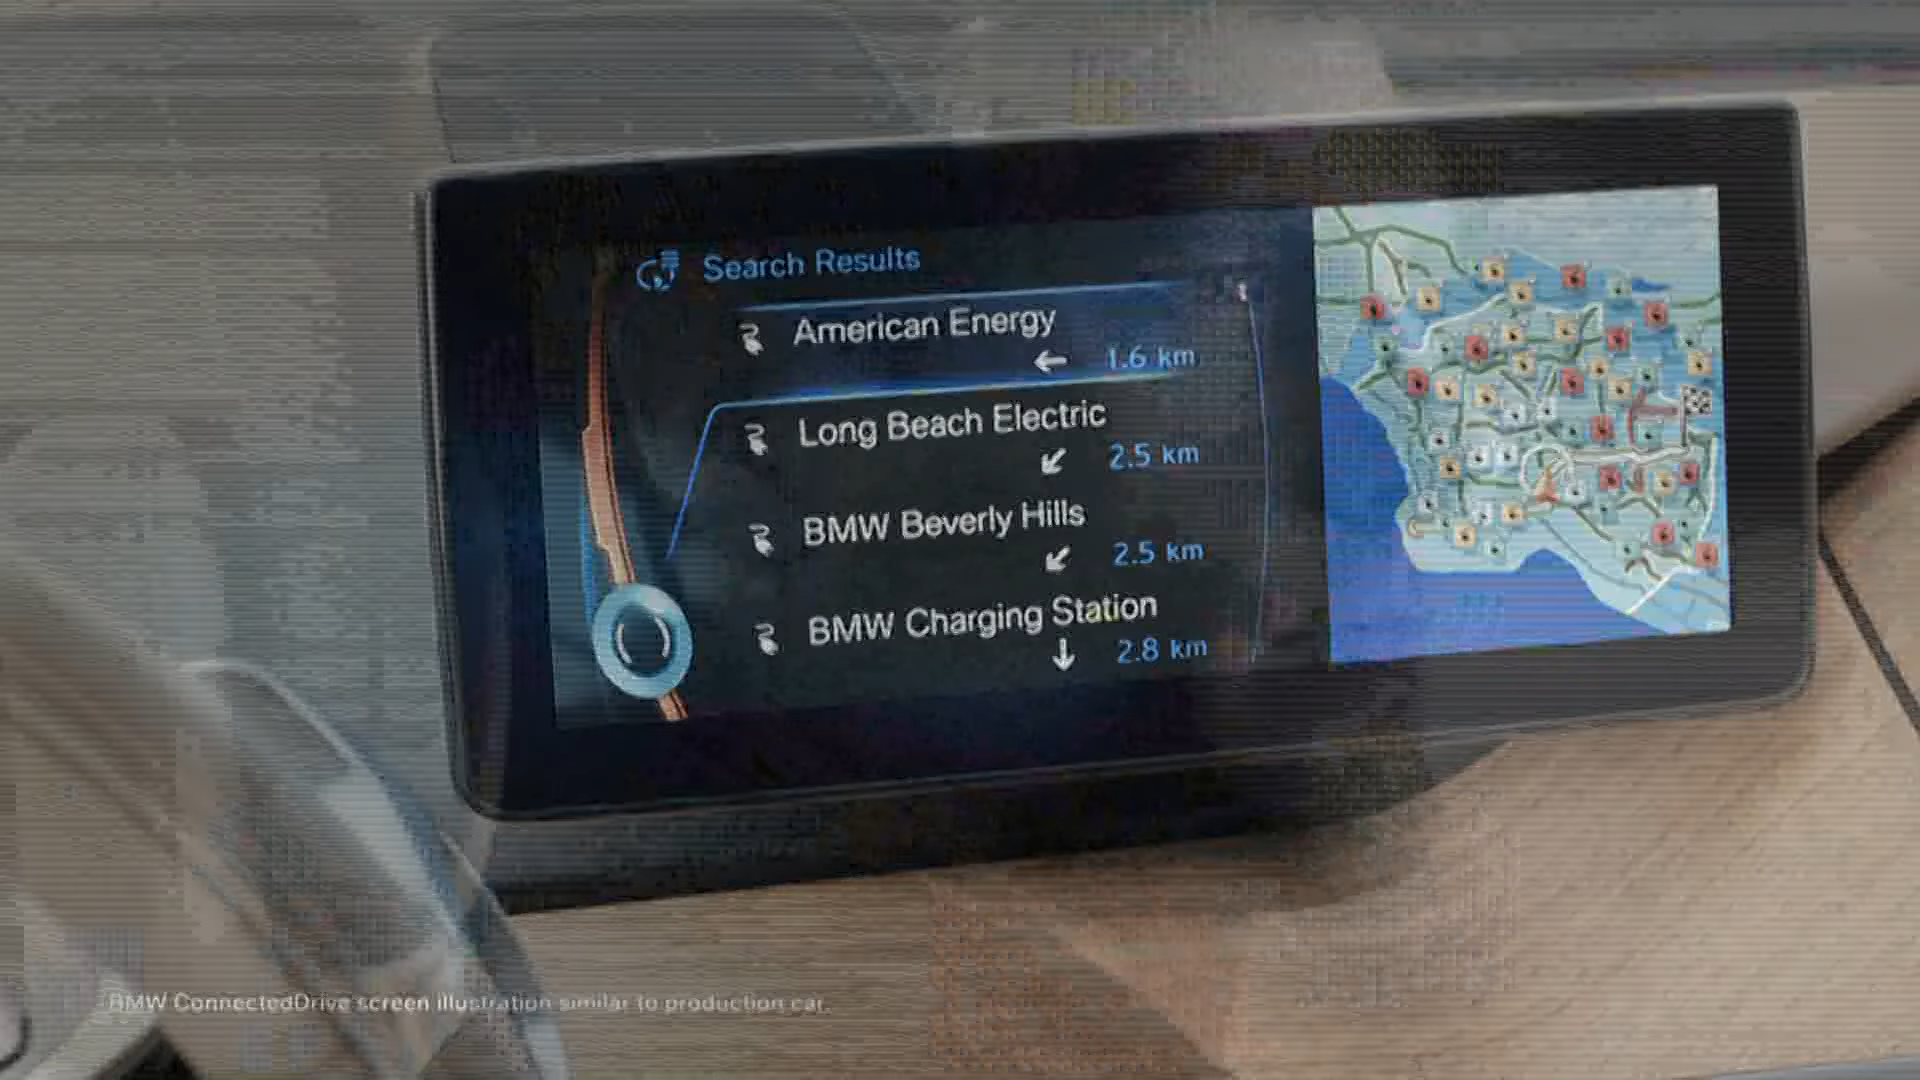 Search Results
American Energy
1.6 km
Long Beach Electric
2.5 km
BMW Beverly Hills
2.5 km
BMW Charging Station
2.8 km
BMW ConnectedDrive screen illustration similar to production car.